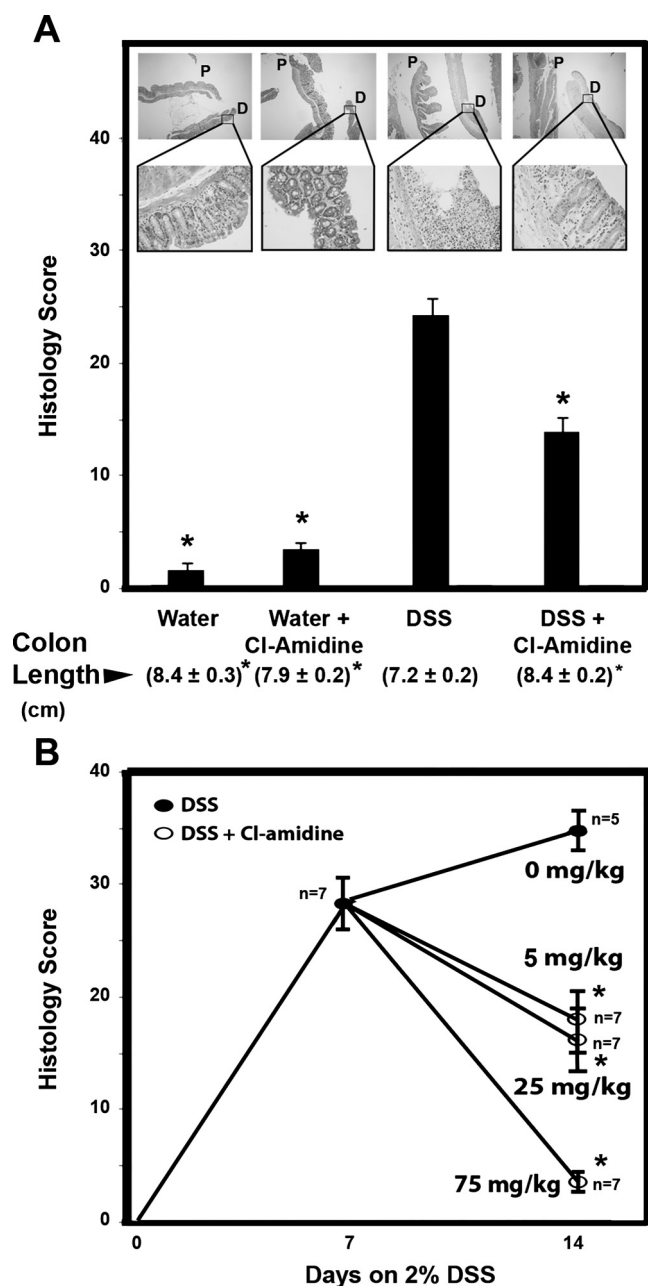 A
P
D
P
D
P
D
P
D
40
30
20
10
0
Histology Score
*
*
*
Water
Water +
Cl-Amidine
DSS
DSS +
Cl-Amidine
Colon
Length
(cm)
(8.4 ± 0.3)*
(7.9 ± 0.2)*
(7.2 ± 0.2)
(8.4 ± 0.2)*
B
40
30
20
10
0
Histology Score
DSS
DSS + Cl-amidine
n=7
n=5
0 mg/kg
5 mg/kg
*
n=7
n=7
*
25 mg/kg
*
75 mg/kg
n=7
0
7
14
Days on 2% DSS